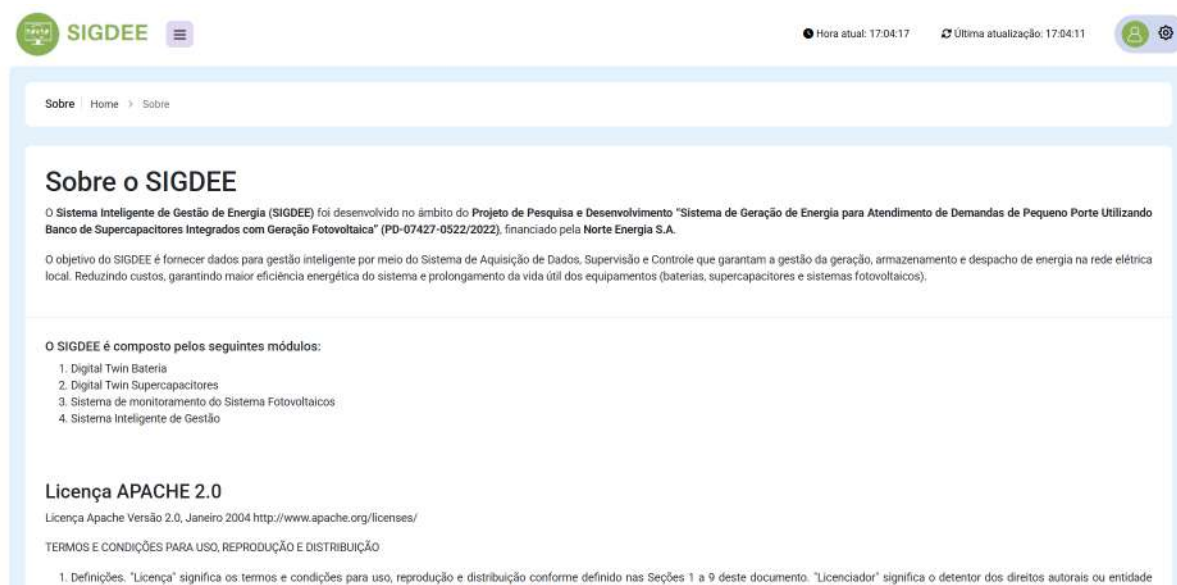 SIGDEE
Hora atual: 17:04:17 Última atualização: 17:04:11
Sobre Home > Sobre
Sobre o SIGDEE
O Sistema Inteligente de Gestão de Energia (SIGDEE) foi desenvolvido no âmbito do Projeto de Pesquisa e Desenvolvimento "Sistema de Geração de Energia para Atendimento de Demandas de Pequeno Porte Utilizando
Banco de Supercapacitores Integrados com Geração Fotovoltaica" (PD-07427-0522/2022), financiado pela Norte Energia S.A.
O objetivo do SIGDEE é fornecer dados para gestão inteligente por meio do Sistema de Aquisição de Dados, Supervisão e Controle que garantam a gestão da geração, armazenamento e despacho de energia na rede elétrica
local. Reduzindo custos, garantindo maior eficiência energética do sistema e prolongamento da vida útil dos equipamentos (baterias, supercapacitores e sistemas fotovoltaicos).
O SIGDEE é composto pelos seguintes módulos:
1. Digital Twin Bateria
2. Digital Twin Supercapacitores
3. Sistema de monitoramento do Sistema Fotovoltaicos
4. Sistema Inteligente de Gestão
Licença APACHE 2.0
Licença Apache Versão 2.0, Janeiro 2004 http://www.apache.org/licenses/
TERMOS E CONDIÇÕES PARA USO, REPRODUÇÃO E DISTRIBUIÇÃO
1. Definições. "Licença" significa os termos e condições para uso, reprodução e distribuição conforme definido nas Seções 1 a 9 deste documento. "Licenciador" significa o detentor dos direitos autorais ou entidade